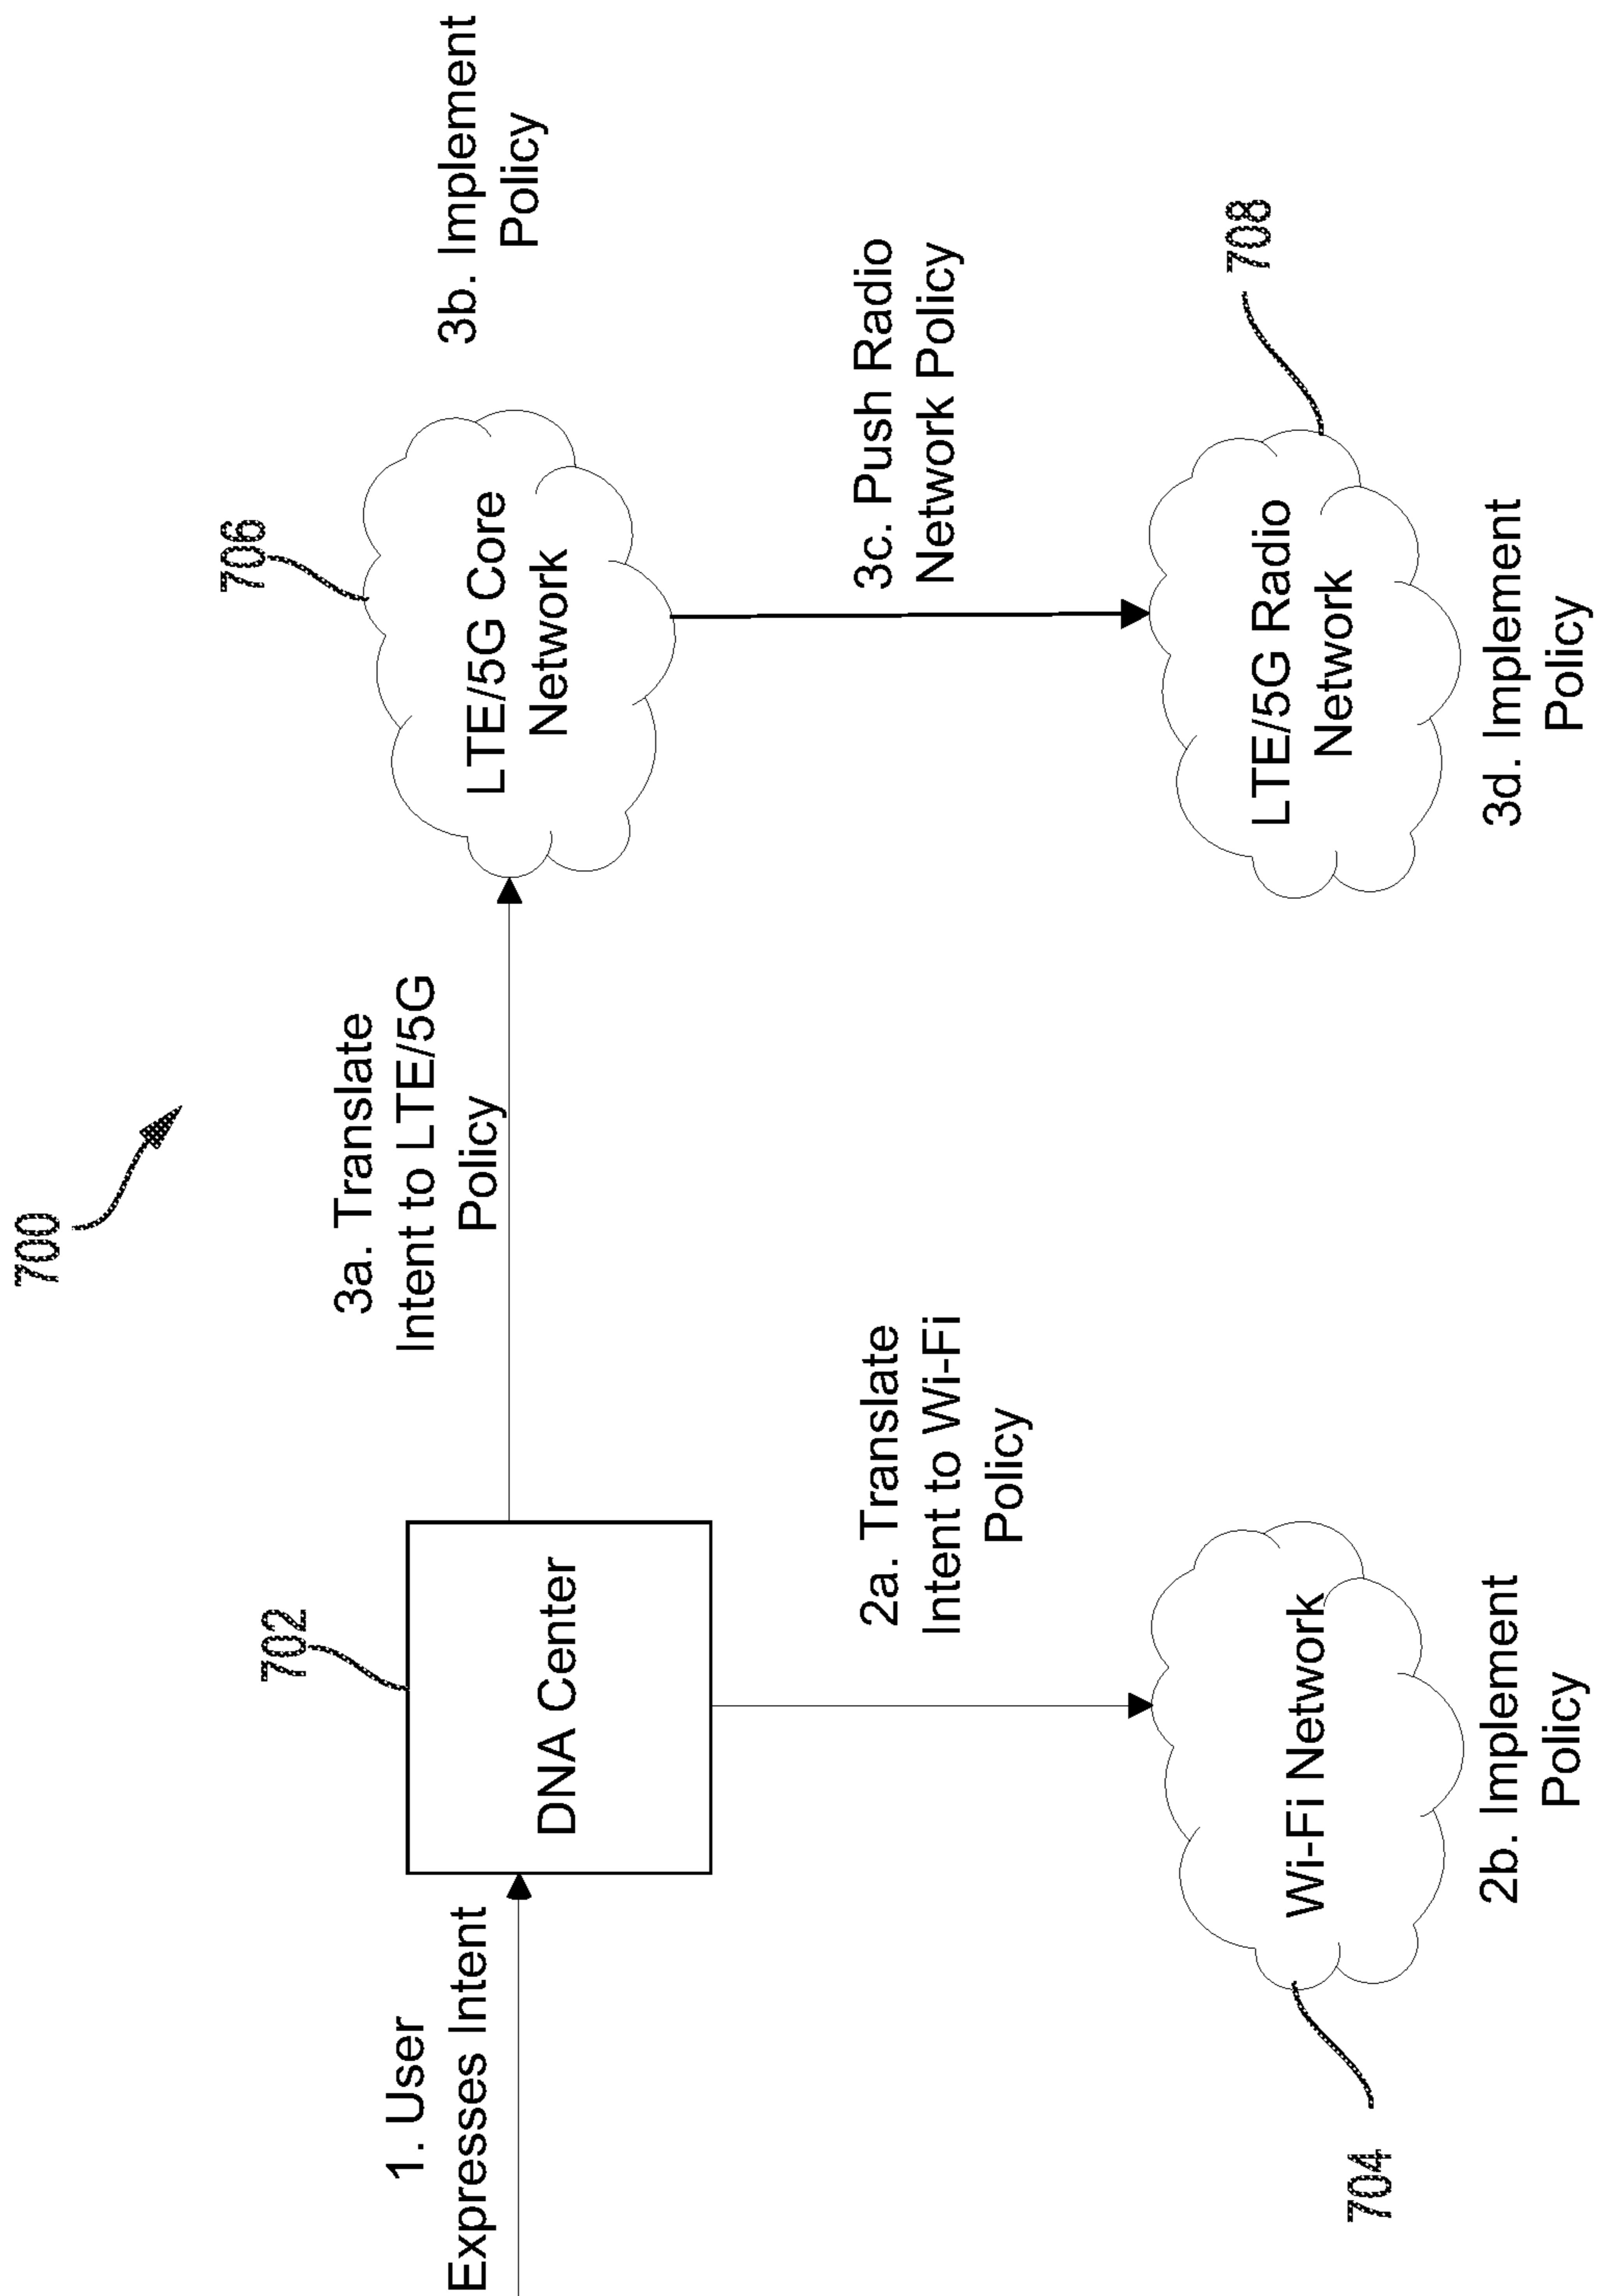 700
1. User
Expresses Intent
702
DNA Center
3a. Translate
Intent to LTE/5G
Policy
706
LTE/5G Core
Network
3b. Implement
Policy
2a. Translate
Intent to Wi-Fi
Policy
3c. Push Radio
Network Policy
704
Wi-Fi Network
2b. Implement
Policy
708
LTE/5G Radio
Network
3d. Implement
Policy